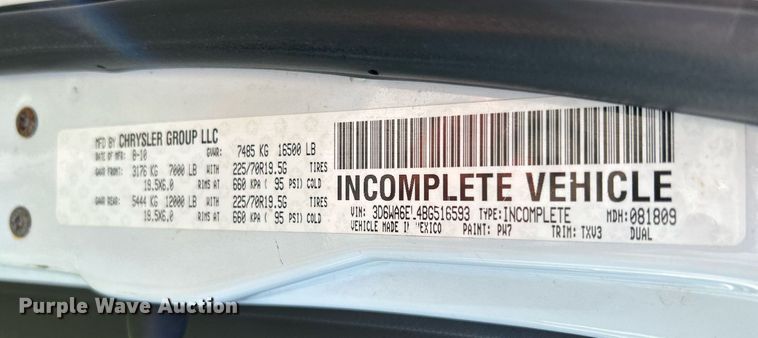 MFD BY CHRYSLER GROUP LLC
DATE OF MFR: 8-10 GVWR: 7485 KG 16500 LB
GAWR FRONT: 3176 KG 7000 LB WITH 225/70R19.5G TIRES
19.5X6.0 RIMS AT 660 KPA ( 95 PSI) COLD
GAWR REAR: 5444 KG 12000 LB WITH 225/70R19.5G TIRES
19.5X6.0 RIMS AT 660 KPA ( 95 PSI) COLD
INCOMPLETE VEHICLE
VIN: TYPE: INCOMPLETE MDH: 081809
VEHICLE MADE IN MEXICO PAINT: PW7 TRIM: TXV3 DUAL
Purple Wave Auction